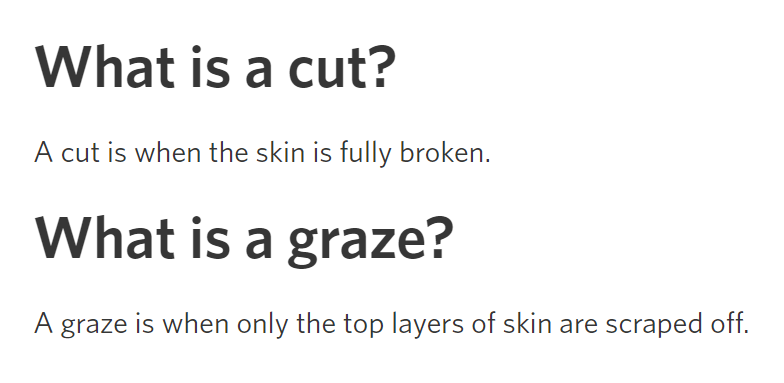 What is a cut?
A cut is when the skin is fully broken.
What is a graze?
A graze is when only the top layers of skin are scraped off.